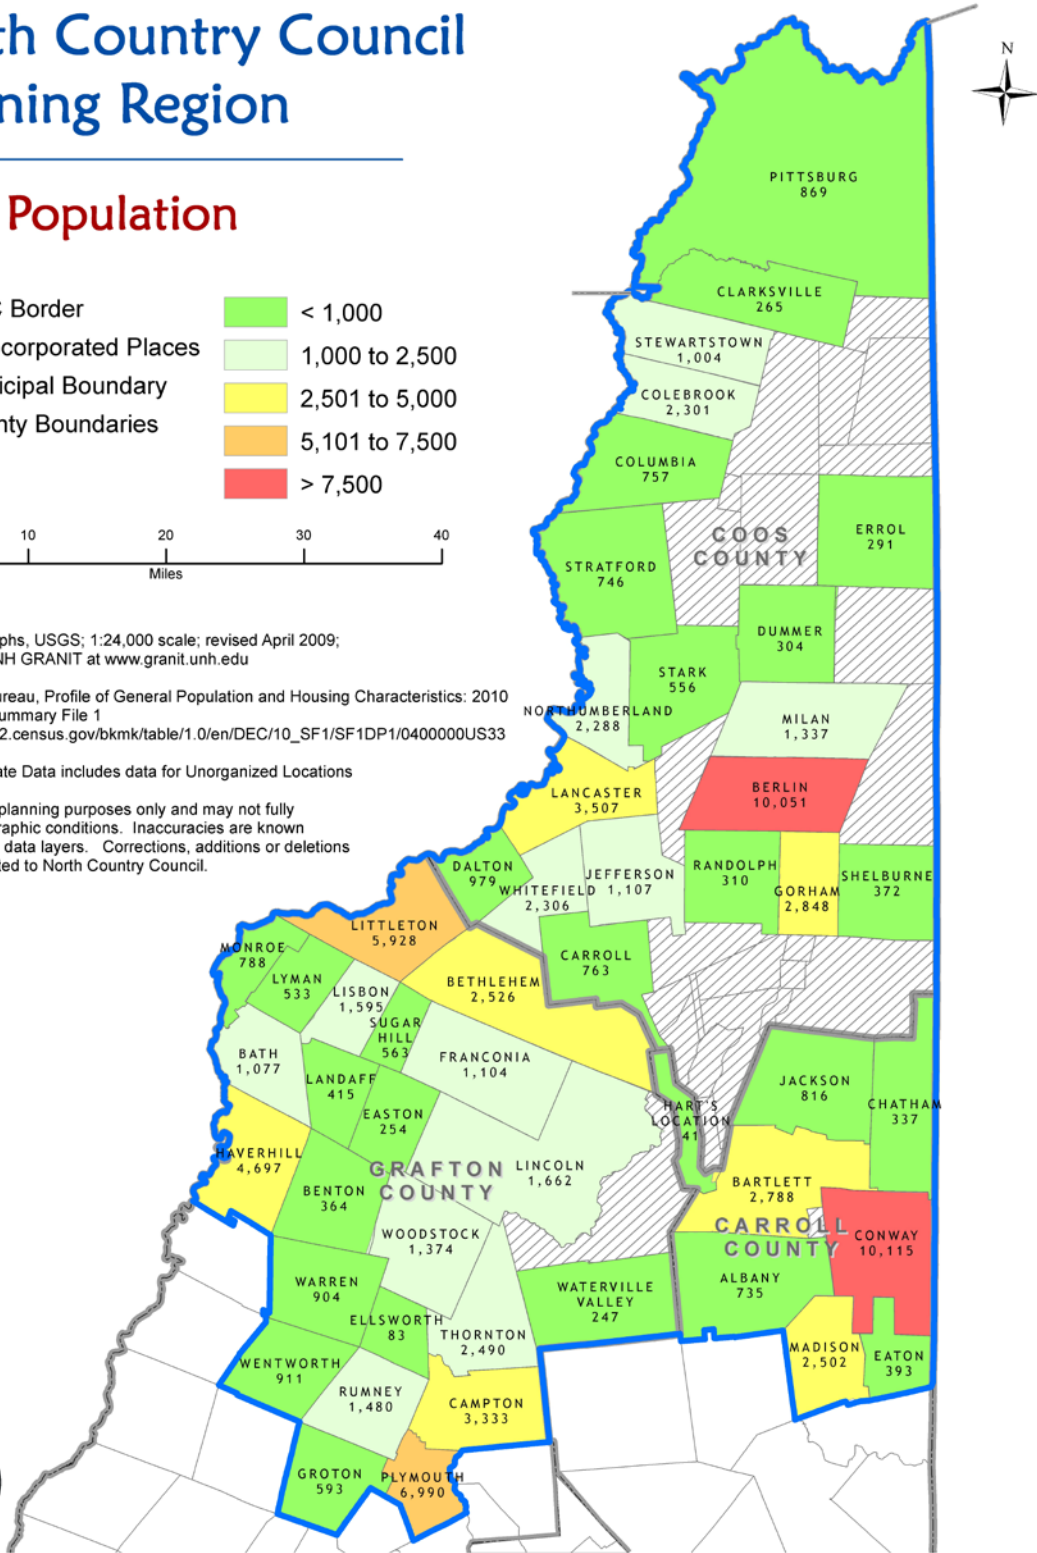 th Country Council
ning Region
Population
C Border
corporated Places
icipal Boundary
nty Boundaries
< 1,000
1,000 to 2,500
2,501 to 5,000
5,101 to 7,500
> 7,500
10 20 30 40
Miles
phs, USGS; 1:24,000 scale; revised April 2009;
NH GRANIT at www.granit.unh.edu
ureau, Profile of General Population and Housing Characteristics: 2010
ummary File 1
2.census.gov/bkmk/table/1.0/en/DEC/10_SF1/SF1DP1/0400000US33
ate Data includes data for Unorganized Locations
planning purposes only and may not fully
raphic conditions. Inaccuracies are known
data layers. Corrections, additions or deletions
ted to North Country Council.
N
PITTSBURG
869
CLARKSVILLE
265
STEWARTSTOWN
1,004
COLEBROOK
2,301
COLUMBIA
757
COOS
COUNTY
ERROL
291
STRATFORD
746
DUMMER
304
STARK
556
NORTHUMBERLAND
2,288
MILAN
1,337
BERLIN
10,051
LANCASTER
3,507
DALTON
979
WHITEFIELD
2,306
JEFFERSON
1,107
RANDOLPH
310
GORHAM
2,848
SHELBURNE
372
LITTLETON
5,928
MONROE
788
LYMAN
533
LISBON
1,595
BETHLEHEM
2,526
CARROLL
763
SUGAR
HILL
563
BATH
1,077
FRANCONIA
1,104
LANDAFF
415
EASTON
254
JACKSON
816
CHATHAM
337
HART'S
LOCATION
41
HAVERHILL
4,697
GRAFTON
COUNTY
LINCOLN
1,662
BENTON
364
BARTLETT
2,788
CARROLL
COUNTY
CONWAY
10,115
WOODSTOCK
1,374
WARREN
904
WATERVILLE
VALLEY
247
ALBANY
735
ELLSWORTH
83
THORNTON
2,490
MADISON
2,502
EATON
393
WENTWORTH
911
RUMNEY
1,480
CAMPTON
3,333
GROTON
593
PLYMOUTH
6,990